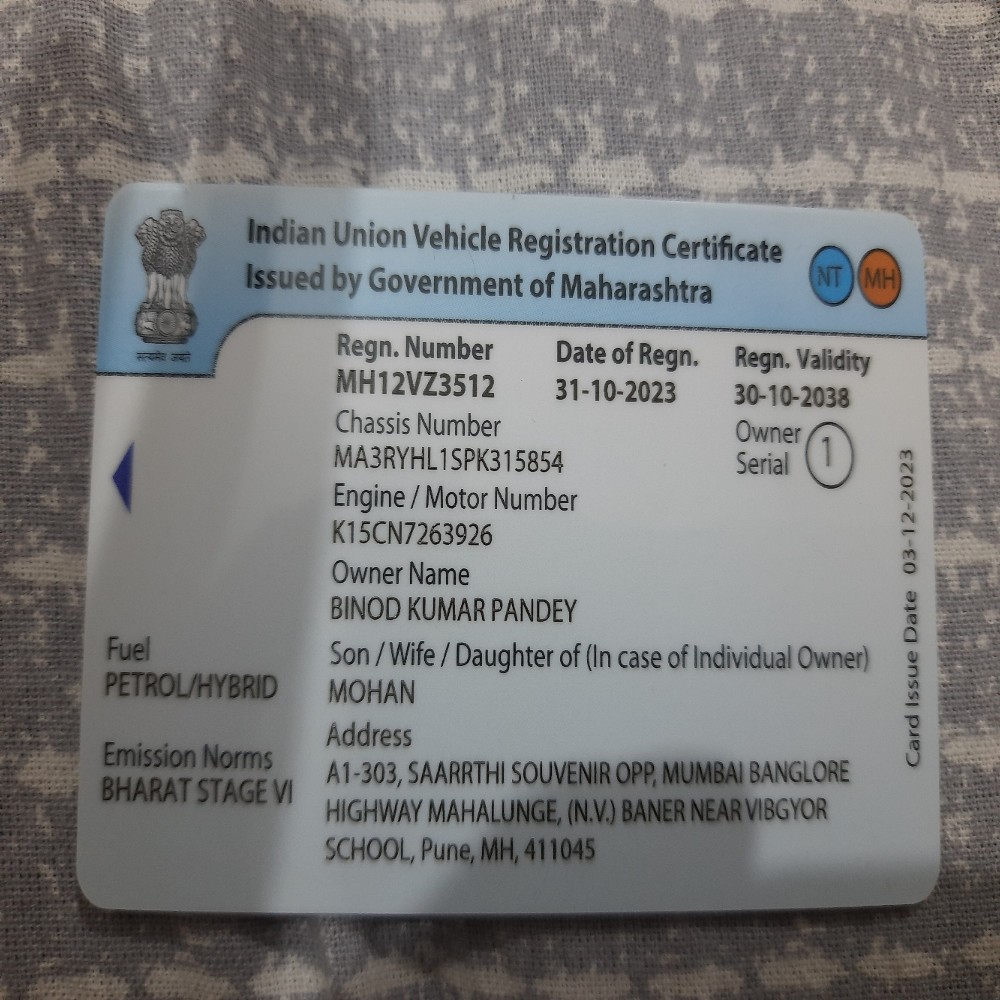 Indian Union Vehicle Registration Certificate
Issued by Government of Maharashtra
NT MH
सत्यमेव जयते
Regn. Number Date of Regn. Regn. Validity
MH12VZ3512 31-10-2023 30-10-2038
Chassis Number
MA3RYHL1SPK315854
Owner Serial 1
Engine / Motor Number
K15CN7263926
Owner Name
BINOD KUMAR PANDEY
Son / Wife / Daughter of (In case of Individual Owner)
MOHAN
Address
A1-303, SAARRTHI SOUVENIR OPP, MUMBAI BANGLORE
HIGHWAY MAHALUNGE, (N.V.) BANER NEAR VIBGYOR
SCHOOL, Pune, MH, 411045
Fuel
PETROL/HYBRID
Emission Norms
BHARAT STAGE VI
Card Issue Date 03-12-2023